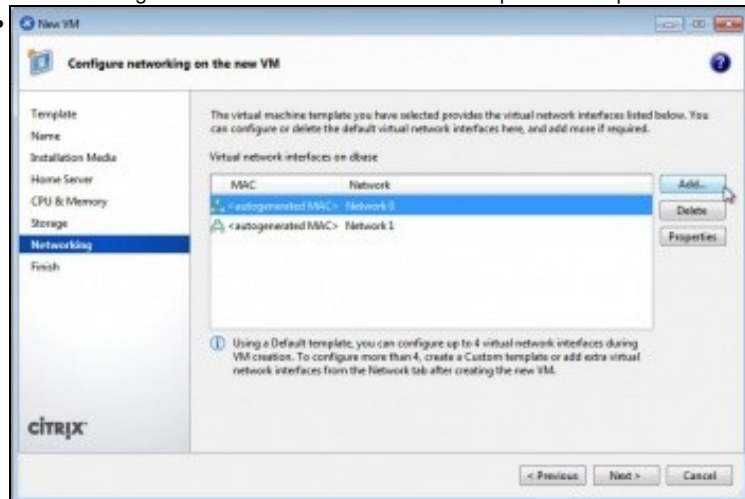 New VM
Configure networking on the new VM
Template
Name
Installation Media
Home Server
CPU & Memory
Storage
Networking
Finish
The virtual machine template you have selected provides the virtual network interfaces listed below. You
can configure or delete the default virtual network interfaces here, and add more if required.
Virtual network interfaces on dbase
MAC Network
<autogenerated MAC> Network 0
<autogenerated MAC> Network 1
Add...
Delete
Properties
Using a Default template, you can configure up to 4 virtual network interfaces during
VM creation. To configure more than 4, create a Custom template or add extra virtual
network interfaces from the Network tab after creating the new VM.
CITRIX
< Previous Next > Cancel